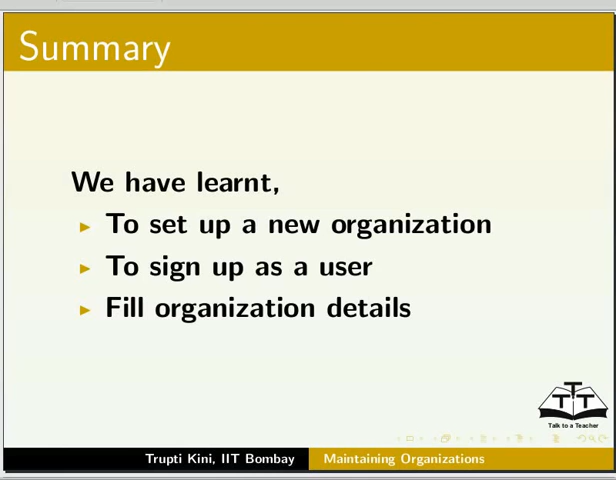 Summary
We have learnt,
To set up a new organization
To sign up as a user
Fill organization details
TTT
Talk to a Teacher
Trupti Kini, IIT Bombay
Maintaining Organizations